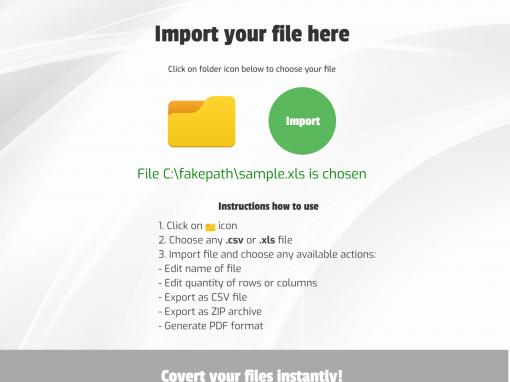 Import your file here
Click on folder icon below to choose your file
Import
File C:\fakepath\sample.xls is chosen
Instructions how to use
1. Click on icon
2. Choose any .csv or .xls file
3. Import file and choose any available actions:
- Edit name of file
- Edit quantity of rows or columns
- Export as CSV file
- Export as ZIP archive
- Generate PDF format
Covert your files instantly!